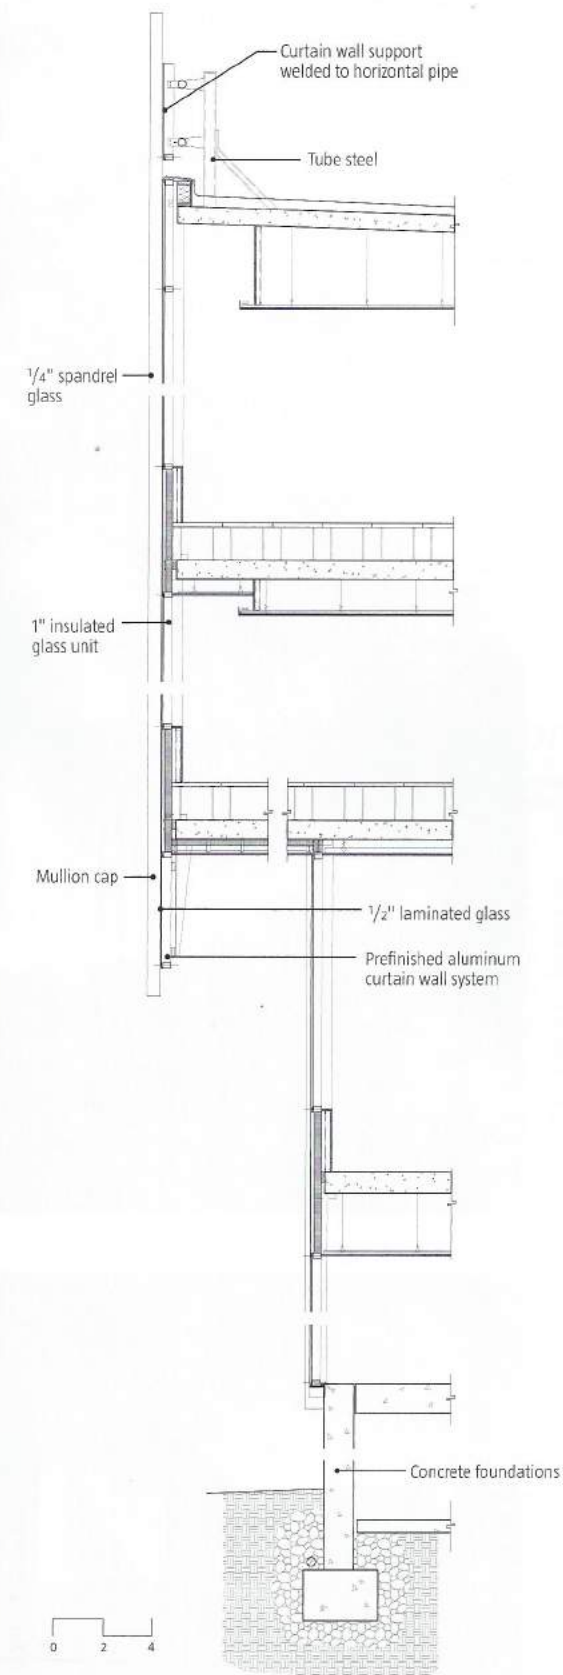 Curtain wall support
welded to horizontal pipe
Tube steel
1/4" spandrel
glass
1" insulated
glass unit
Mullion cap
1/2" laminated glass
Prefinished aluminum
curtain wall system
Concrete foundations
0 2 4